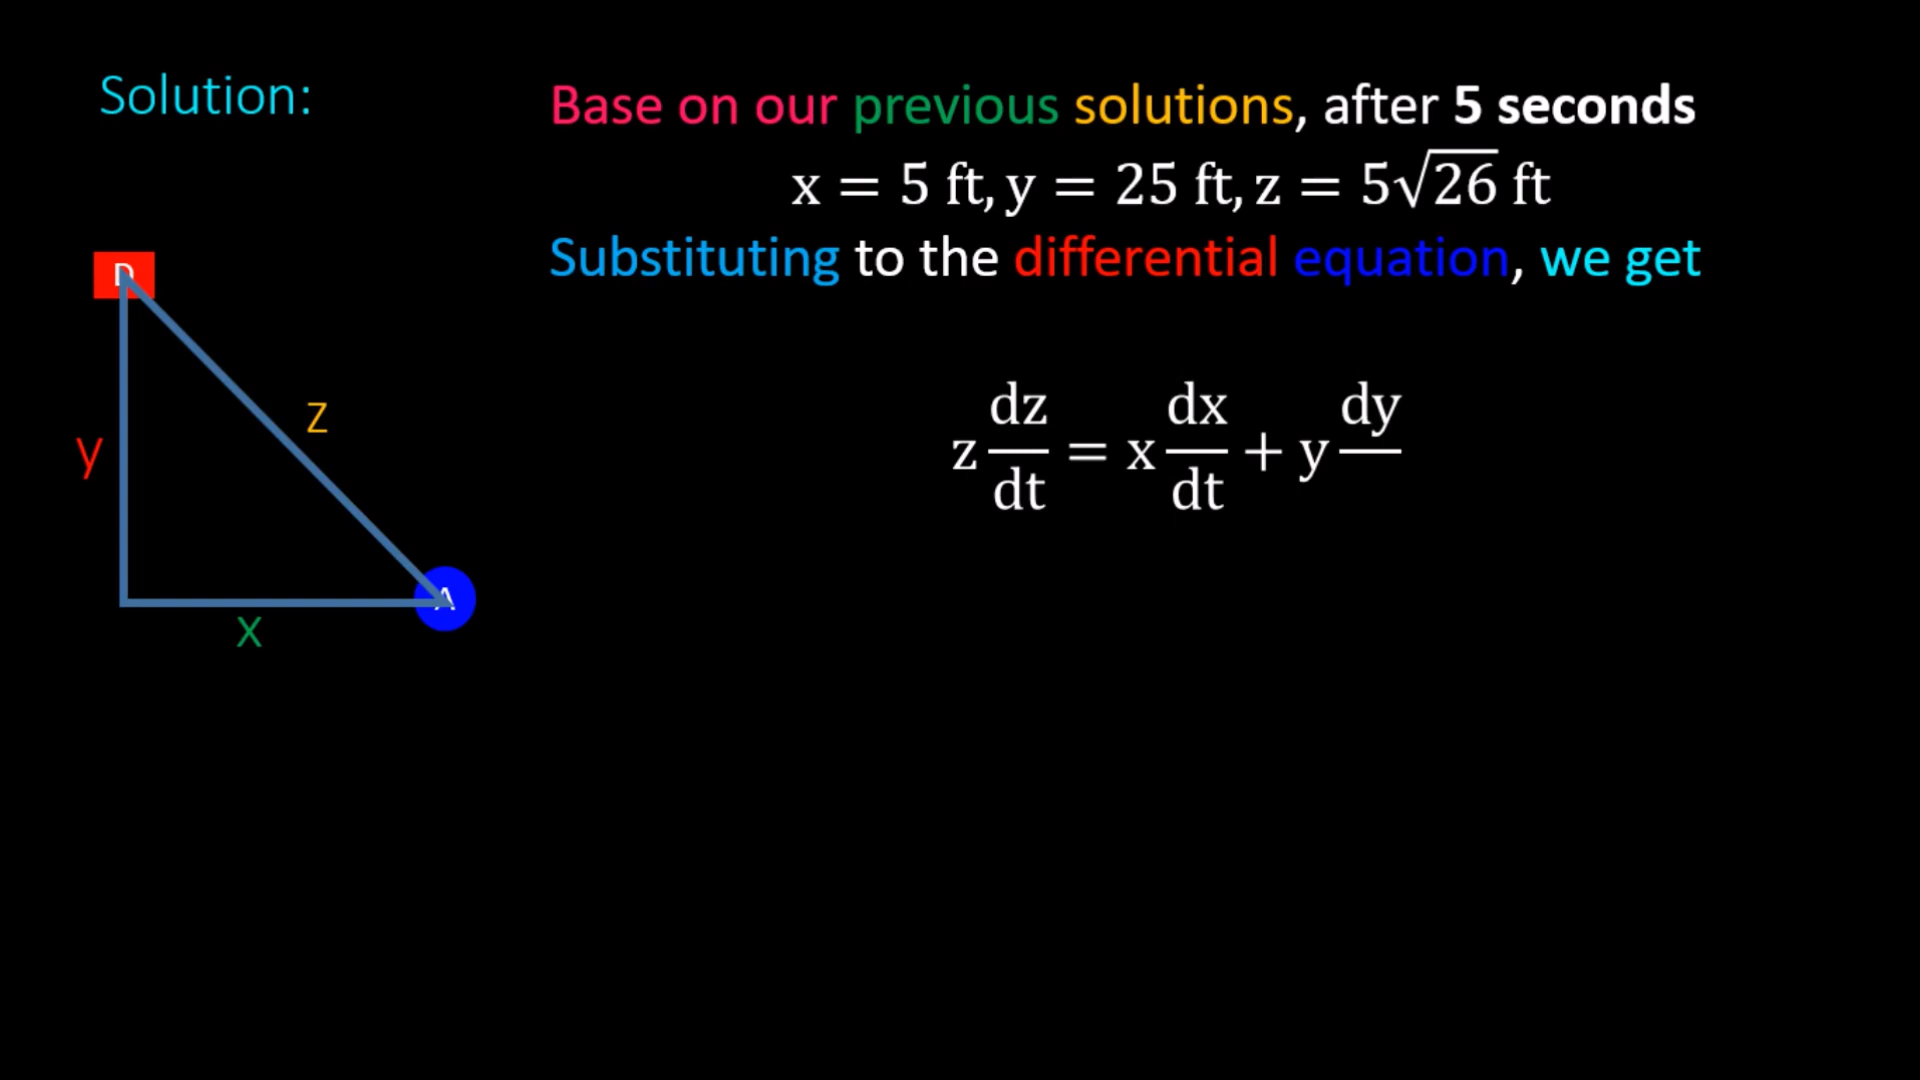 Solution:
Base on our previous solutions, after 5 seconds
x = 5 ft, y = 25 ft, z = 5√26 ft
Substituting to the differential equation, we get
D
z
y
A
x
z dz/dt = x dx/dt + y dy/